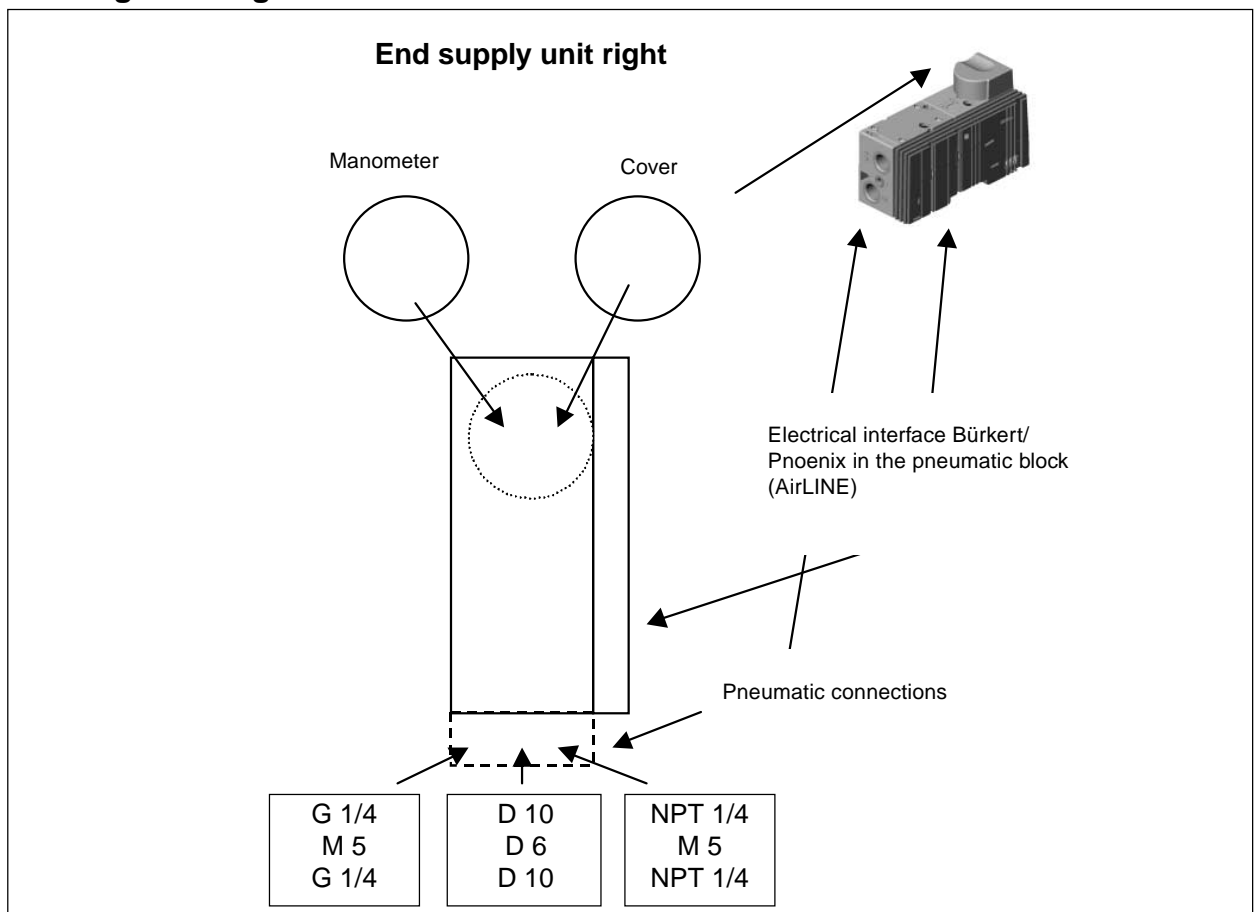 End supply unit right
Manometer
Cover
Electrical interface Bürkert/
Pnoenix in the pneumatic block
(AirLINE)
Pneumatic connections
G 1/4
M 5
G 1/4
D 10
D 6
D 10
NPT 1/4
M 5
NPT 1/4